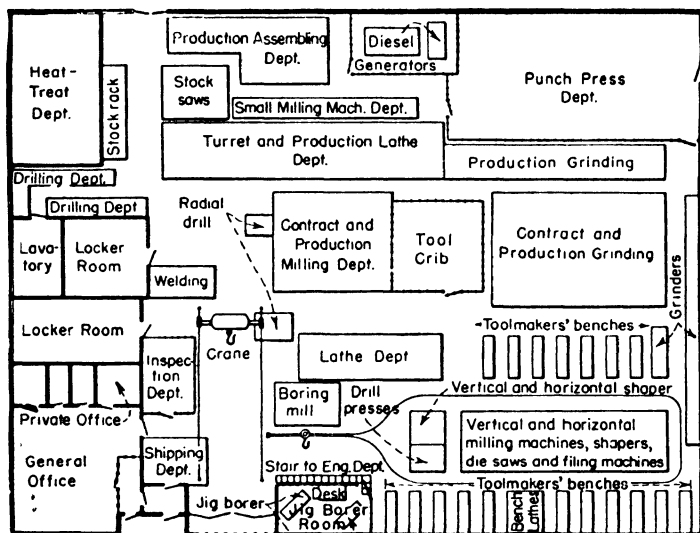 Production Assembling
Dept.
Diesel
Generators
Heat-
Treat
Dept.
Stock rack
Stock
saws
Small Milling Mach. Dept.
Punch Press
Dept.
Turret and Production Lathe
Dept.
Production Grinding
Drilling Dept.
Drilling Dept
Radial
drill
Contract and
Production
Milling Dept.
Tool
Crib
Contract and
Production Grinding
Lava-
tory
Locker
Room
Welding
Grinders
Locker Room
Crane
Inspec-
tion
Dept.
Lathe Dept
Toolmakers' benches
Boring
mill
Drill
presses
Vertical and horizontal shaper
Private Office
General
Office
Shipping
Dept.
Vertical and horizontal
milling machines, shapers,
die saws and filing machines
Stair to Eng. Dept.
Toolmakers' benches
Jig borer
Desk
Jig Borer
Room
Bench
Lathes